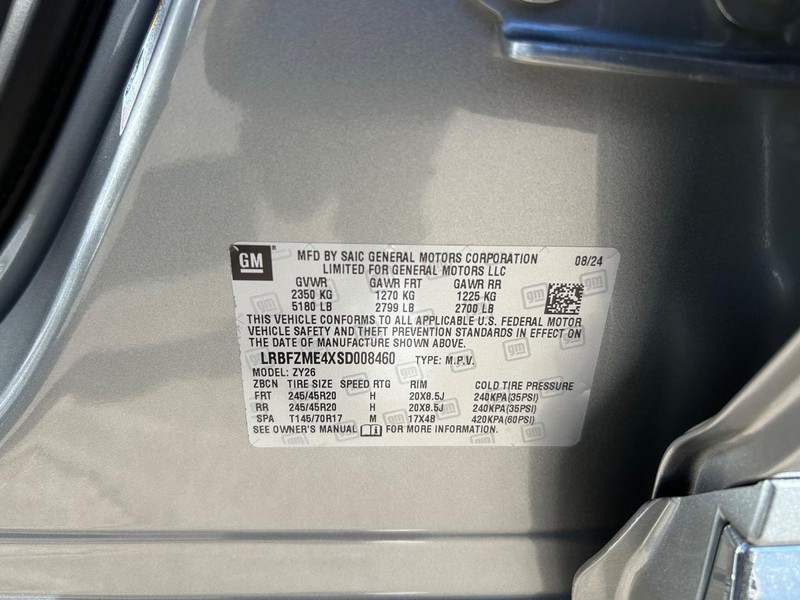 GM
MFD BY SAIC GENERAL MOTORS CORPORATION 08/24
LIMITED FOR GENERAL MOTORS LLC
GVWR GAWR FRT GAWR RR
2350 KG 1270 KG 1225 KG
5180 LB 2799 LB 2700 LB
THIS VEHICLE CONFORMS TO ALL APPLICABLE U.S. FEDERAL MOTOR
VEHICLE SAFETY AND THEFT PREVENTION STANDARDS IN EFFECT ON
THE DATE OF MANUFACTURE SHOWN ABOVE.
LRBFZME4XSD008460 TYPE: M.P.V.
MODEL: ZY26
ZBCN TIRE SIZE SPEED RTG RIM COLD TIRE PRESSURE
FRT 245/45R20 H 20X8.5J 240KPA(35PSI)
RR 245/45R20 H 20X8.5J 240KPA(35PSI)
SPA T145/70R17 M 17X4B 420KPA(60PSI)
SEE OWNER'S MANUAL FOR MORE INFORMATION.